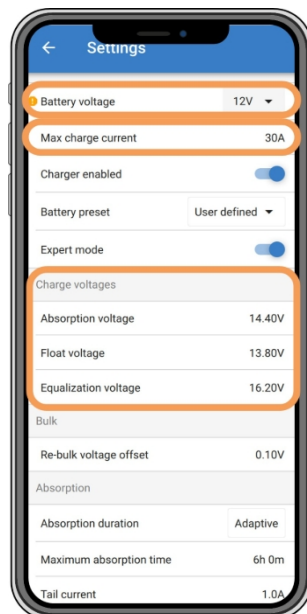 Settings
Battery voltage 12V
Max charge current 30A
Charger enabled
Battery preset User defined
Expert mode
Charge voltages
Absorption voltage 14.40V
Float voltage 13.80V
Equalization voltage 16.20V
Bulk
Re-bulk voltage offset 0.10V
Absorption
Absorption duration Adaptive
Maximum absorption time 6h 0m
Tail current 1.0A